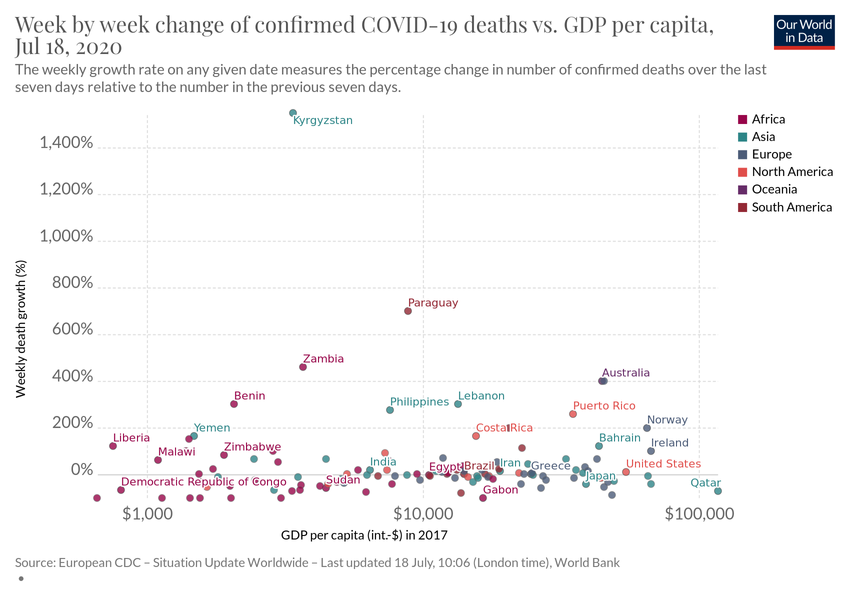 Week by week change of confirmed COVID-19 deaths vs. GDP per capita,
Jul 18, 2020
Our World
in Data
The weekly growth rate on any given date measures the percentage change in number of confirmed deaths over the last
seven days relative to the number in the previous seven days.
Kyrgyzstan
Africa
Asia
Europe
North America
Oceania
South America
1,400%
1,200%
1,000%
800%
600%
400%
200%
0%
Weekly death growth (%)
Paraguay
Zambia
Australia
Benin
Philippines
Lebanon
Puerto Rico
Yemen
Costa Rica
Norway
Liberia
Bahrain
Ireland
Malawi
Zimbabwe
India
Egypt
Brazil
Iran
Greece
United States
Democratic Republic of Congo
Sudan
Japan
Qatar
Gabon
$1,000
$10,000
$100,000
GDP per capita (int.-$) in 2017
Source: European CDC – Situation Update Worldwide – Last updated 18 July, 10:06 (London time), World Bank